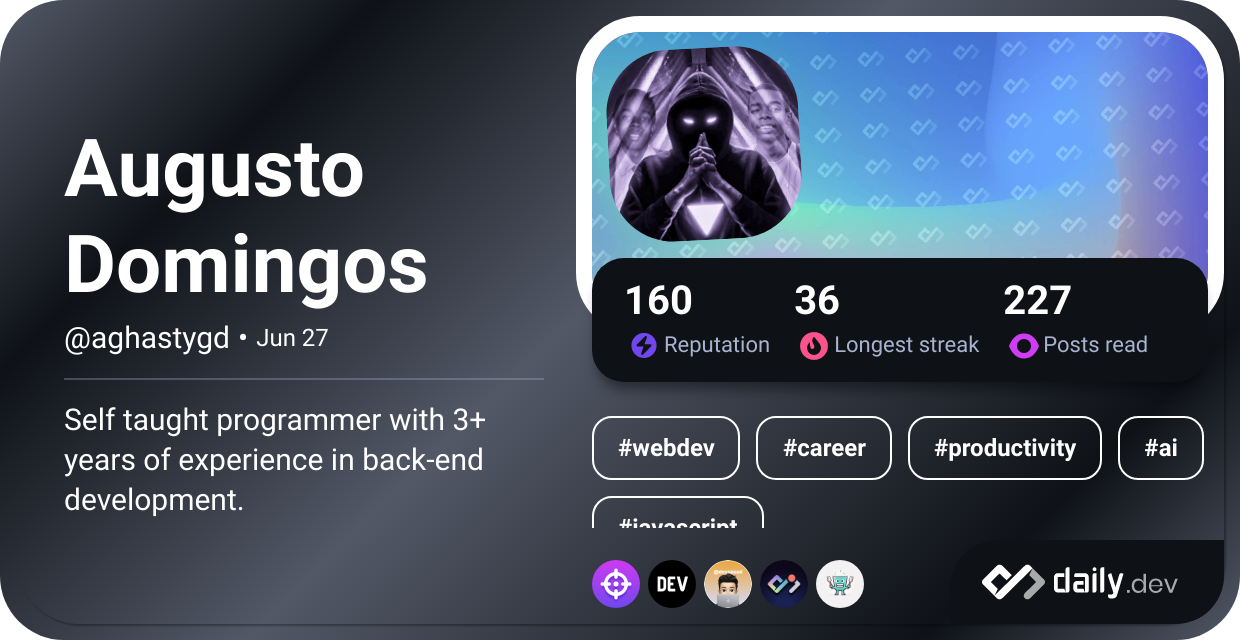 Augusto
Domingos
@aghastygd • Jun 27
Self taught programmer with 3+
years of experience in back-end
development.
160
Reputation
36
Longest streak
227
Posts read
#webdev
#career
#productivity
#ai
#javascript
DEV
daily.dev